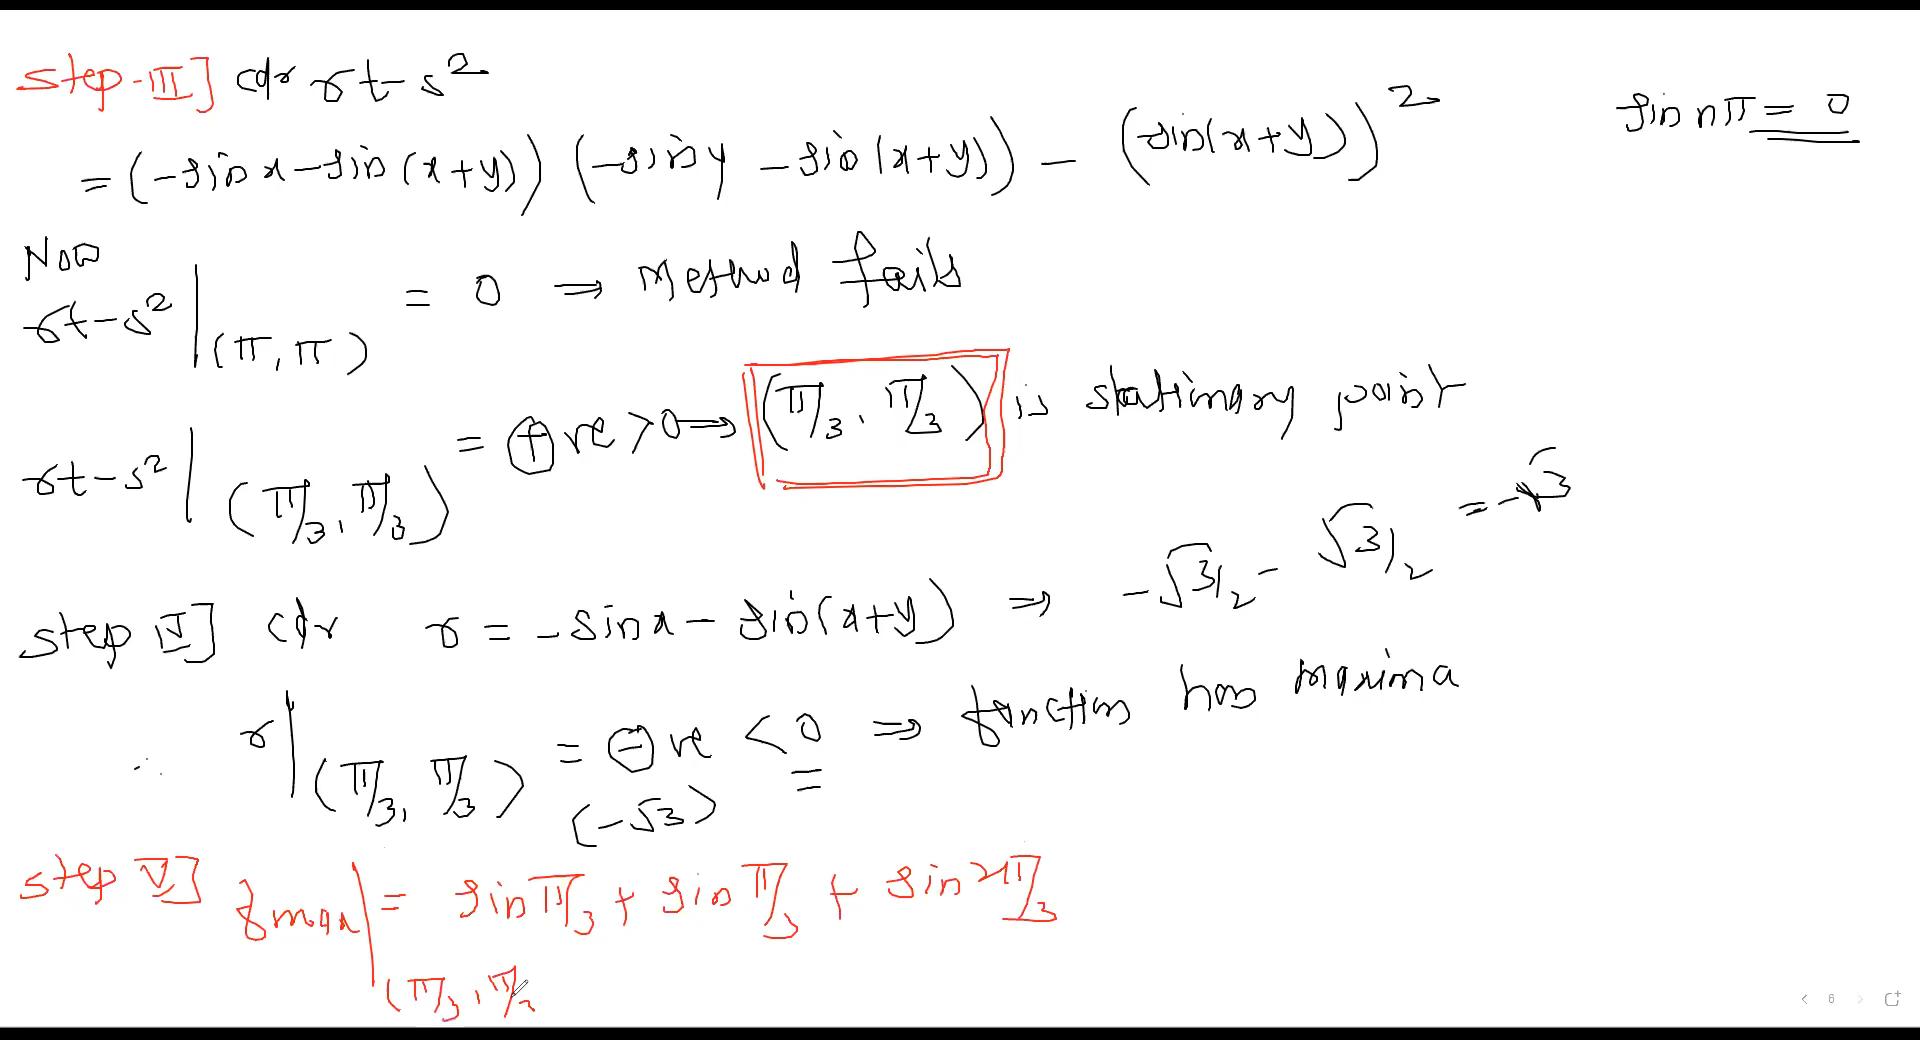 step-III] cdr rt-s²
= (-sin x - sin (x+y)) (-sin y - sin (x+y)) - (sin(x+y))²
sin nπ = 0
Now
rt-s² |(π, π) = 0 ⇒ Method fails
rt-s² |(π/3, π/3) = ⊕ve >0 ⇒ (π/3, π/3) is stationary point
step IV] cdr r = -sin x - sin(x+y) ⇒ -√3/2 - √3/2 = -√3
∴ r |(π/3, π/3) = ⊖ve < 0 ⇒ function has maxima
(-√3)
step V] fmax |(π/3, π/3 = sin π/3 + sin π/3 + sin 2π/3
6